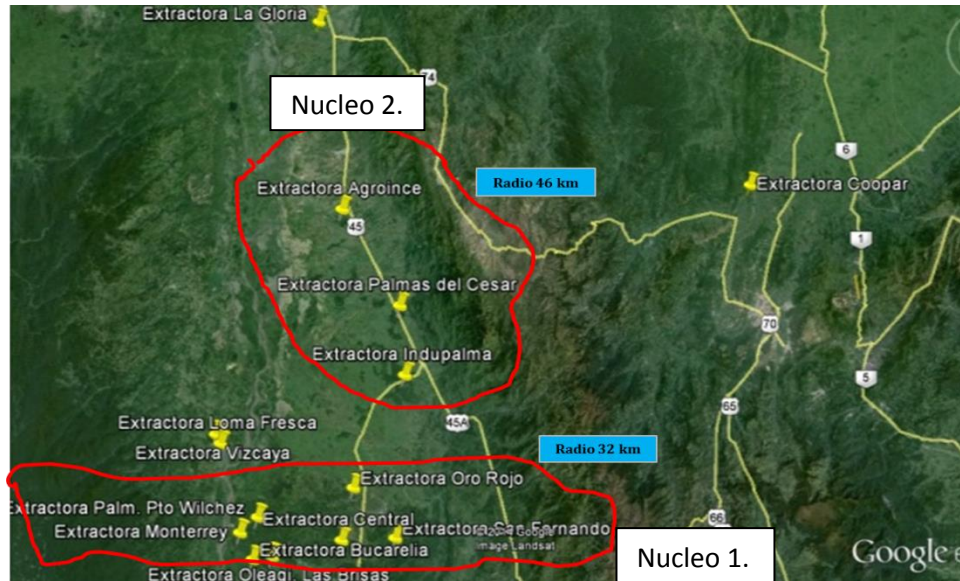 Extractora La Gloria
74
Nucleo 2.
6
Radio 46 km
Extractora Coopar
Extractora Agroince
45
1
Extractora Palmas del Cesar
70
Extractora Indupalma
5
65
45A
Extractora Loma Fresca
Radio 32 km
Extractora Vizcaya
Extractora Oro Rojo
Extractora Palm. Pto Wilchez
Extractora Central
66
Extractora Monterrey
Extractora San Fernando
© 2014 Google
Image Landsat
Extractora Bucarelia
Nucleo 1.
Google
Extractora Oleagi. Las Brisas